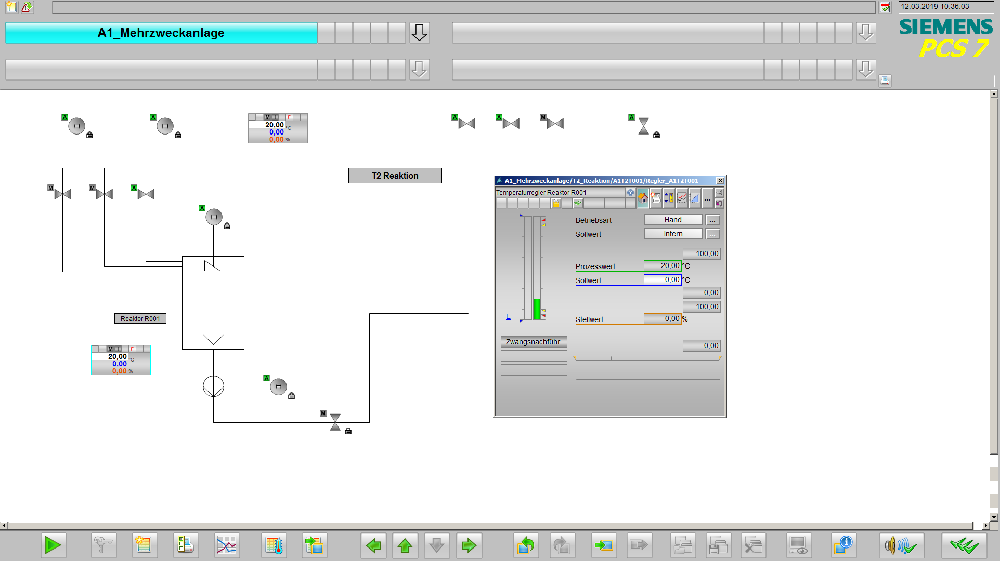 12.03.2019 10:36:03
A1_Mehrzweckanlage
SIEMENS
PCS 7
A
A
M I F
20,00 °C
0,00
0,00 %
A
A
M
A
T2 Reaktion
M
M
A
A
Reaktor R001
M I F
20,00 °C
0,00
0,00 %
A
M
A1_Mehrzweckanlage/T2_Reaktion/A1T2T001/Regler_A1T2T001
Temperaturregler Reaktor R001
...
Betriebsart Hand ...
Sollwert Intern ...
100,00
Prozesswert 20,00 °C
Sollwert 0,00 °C
0,00
100,00
E
Stellwert 0,00 %
Zwangsnachführ.
0,00